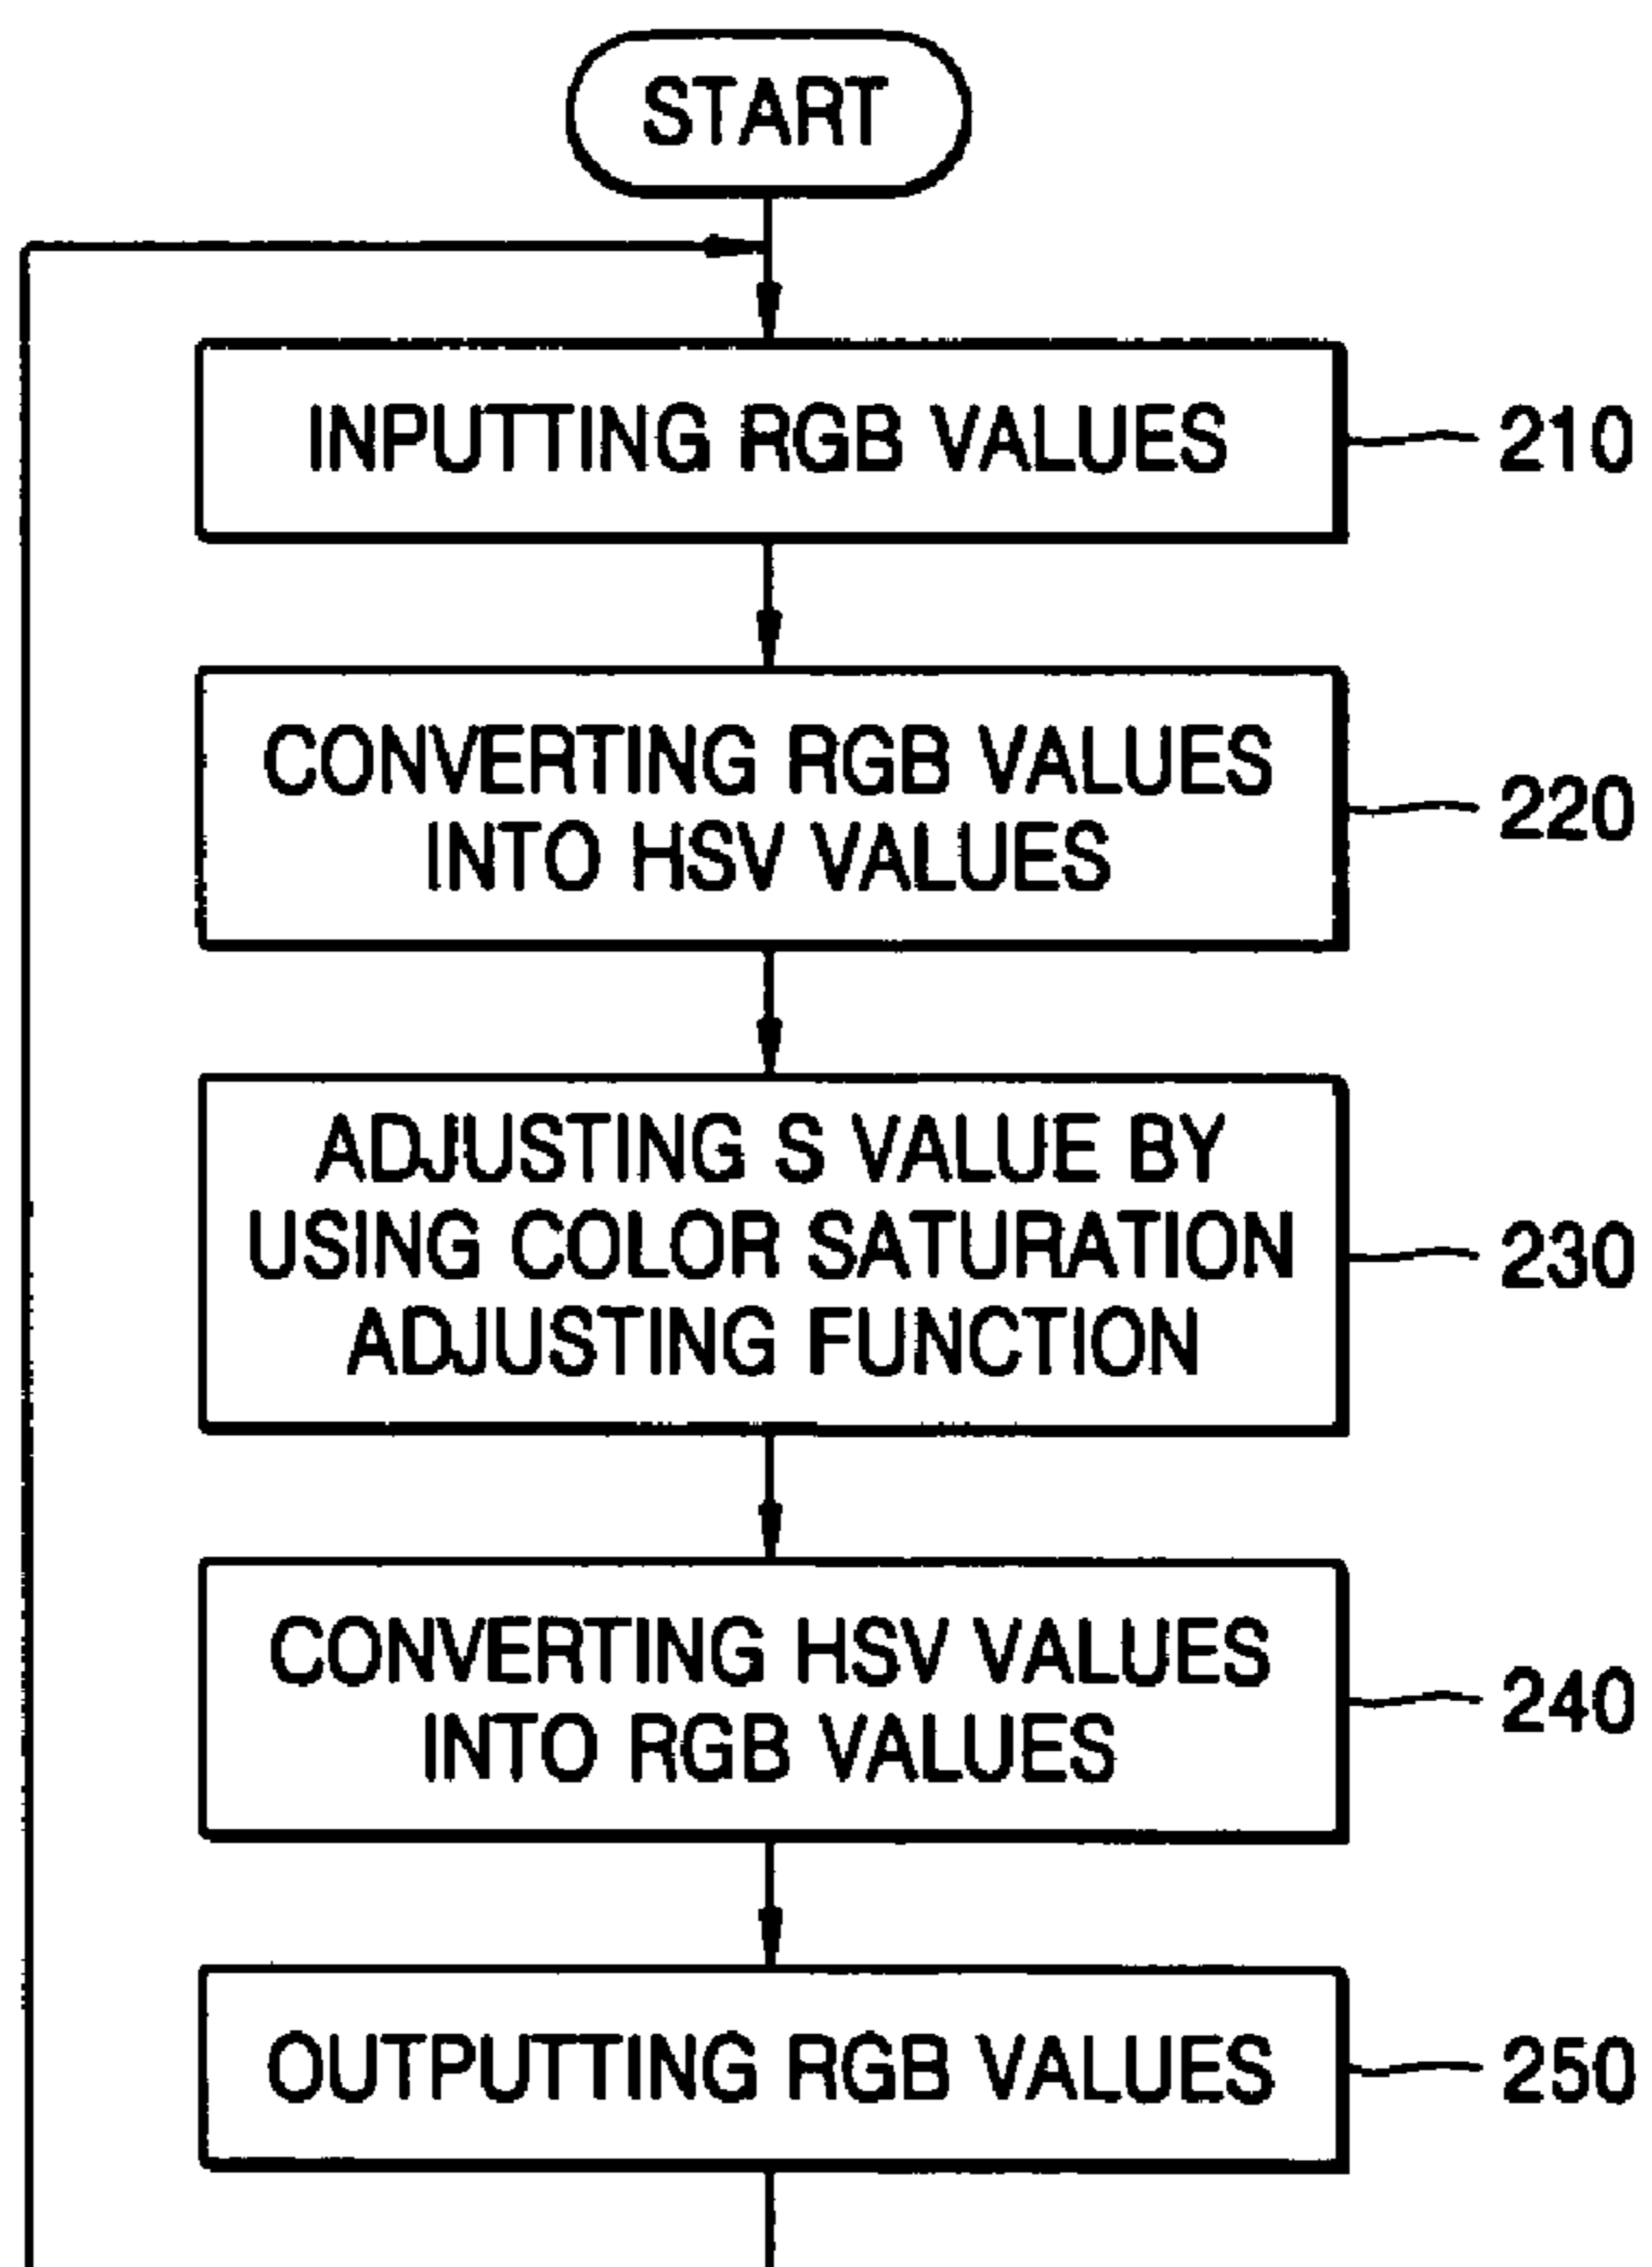 START
INPUTTING RGB VALUES
210
CONVERTING RGB VALUES
INTO HSV VALUES
220
ADJUSTING S VALUE BY
USING COLOR SATURATION
ADJUSTING FUNCTION
230
CONVERTING HSV VALUES
INTO RGB VALUES
240
OUTPUTTING RGB VALUES
250